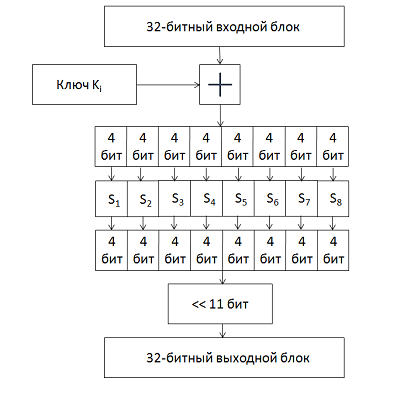 32-битный входной блок
Ключ Ki
4 4 4 4 4 4 4 4
бит бит бит бит бит бит бит бит
S1 S2 S3 S4 S5 S6 S7 S8
4 4 4 4 4 4 4 4
бит бит бит бит бит бит бит бит
<< 11 бит
32-битный выходной блок